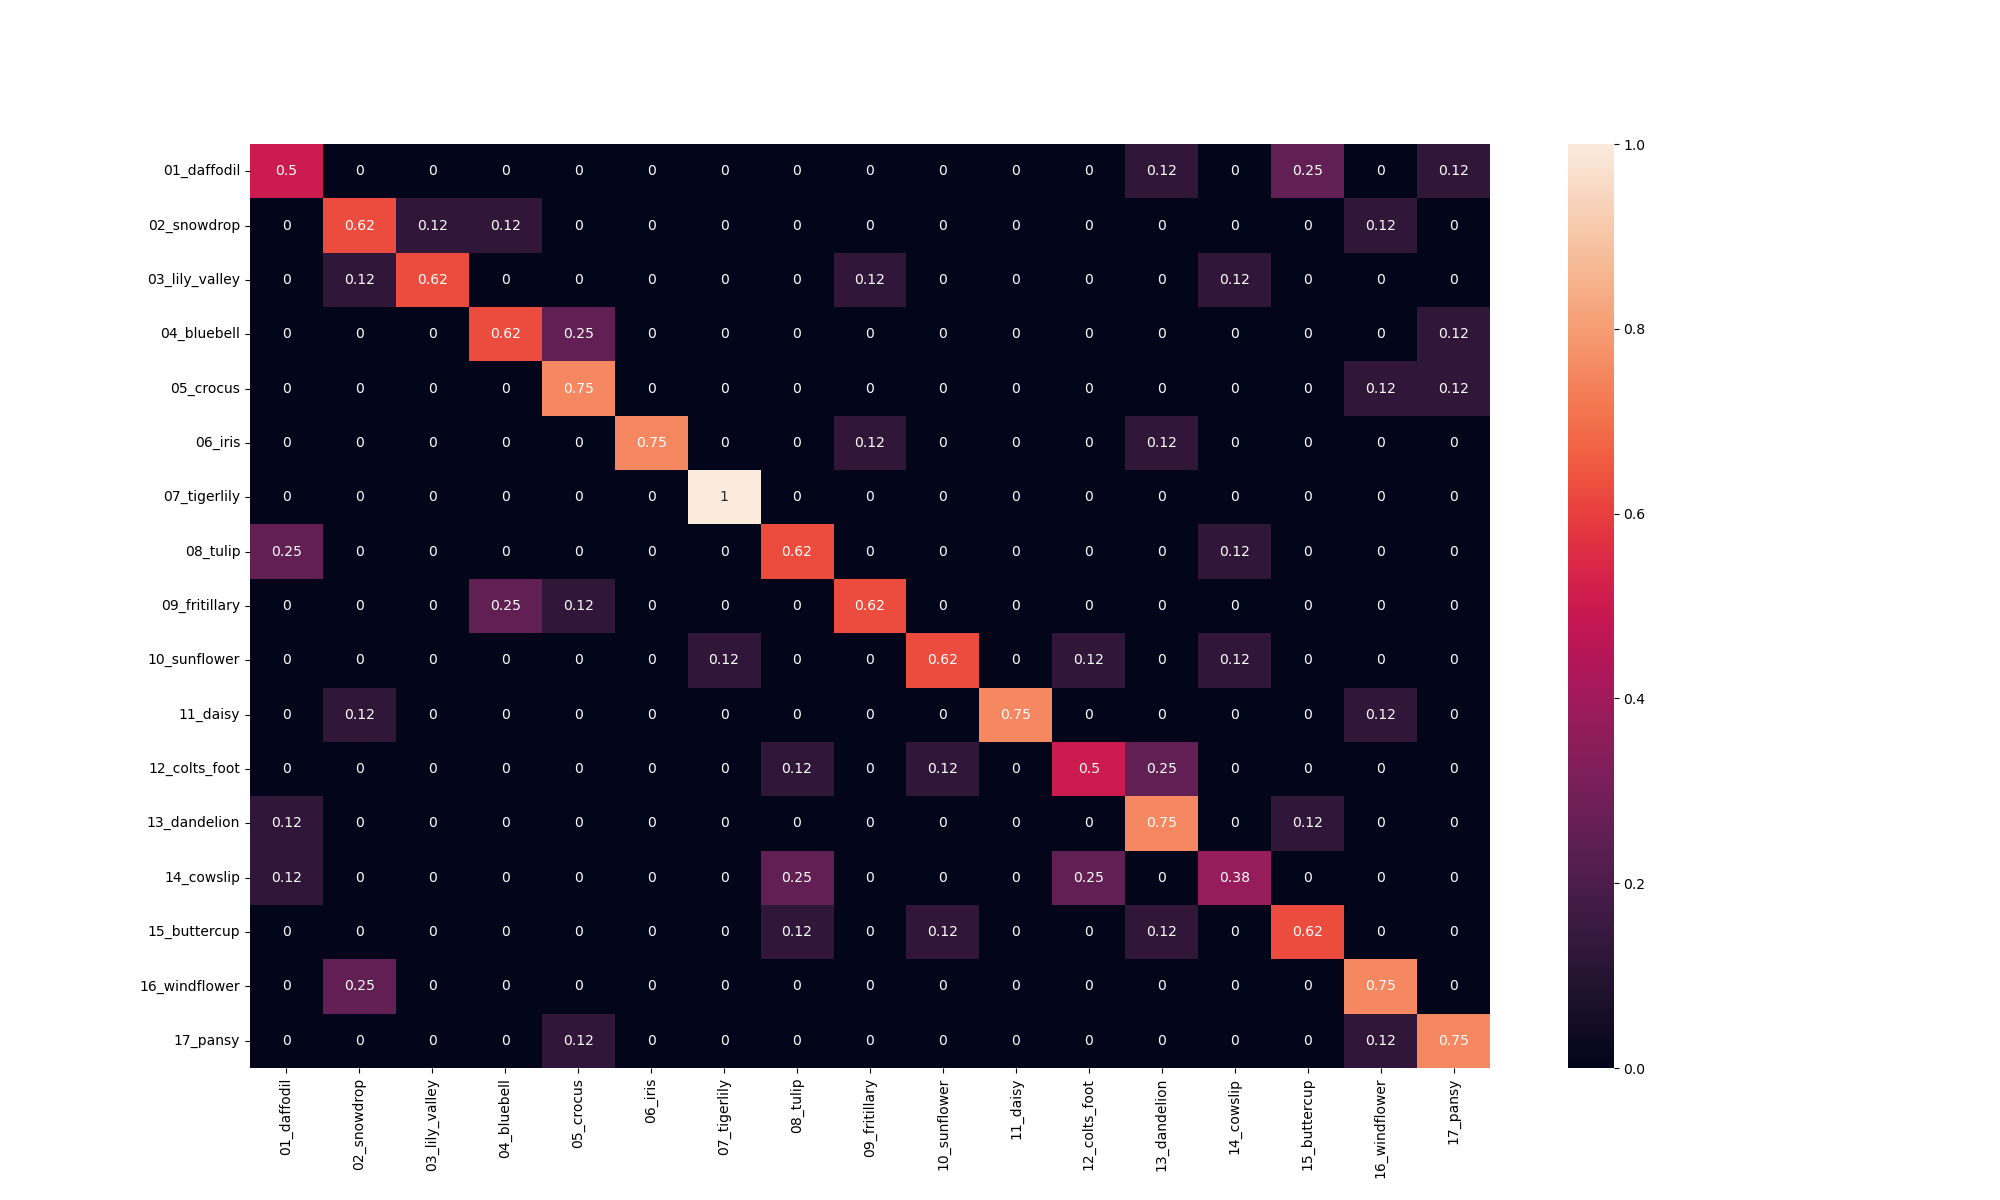 01_daffodil 0.5 0 0 0 0 0 0 0 0 0 0 0 0.12 0 0.25 0 0.12
02_snowdrop 0 0.62 0.12 0.12 0 0 0 0 0 0 0 0 0 0 0 0.12 0
03_lily_valley 0 0.12 0.62 0 0 0 0 0 0.12 0 0 0 0 0.12 0 0 0
04_bluebell 0 0 0 0.62 0.25 0 0 0 0 0 0 0 0 0 0 0 0.12
05_crocus 0 0 0 0 0.75 0 0 0 0 0 0 0 0 0 0 0.12 0.12
06_iris 0 0 0 0 0 0.75 0 0 0.12 0 0 0 0.12 0 0 0 0
07_tigerlily 0 0 0 0 0 0 1 0 0 0 0 0 0 0 0 0 0
08_tulip 0.25 0 0 0 0 0 0 0.62 0 0 0 0 0 0.12 0 0 0
09_fritillary 0 0 0 0.25 0.12 0 0 0 0.62 0 0 0 0 0 0 0 0
10_sunflower 0 0 0 0 0 0 0.12 0 0 0.62 0 0.12 0 0.12 0 0 0
11_daisy 0 0.12 0 0 0 0 0 0 0 0 0.75 0 0 0 0 0.12 0
12_colts_foot 0 0 0 0 0 0 0 0.12 0 0.12 0 0.5 0.25 0 0 0 0
13_dandelion 0.12 0 0 0 0 0 0 0 0 0 0 0 0.75 0 0.12 0 0
14_cowslip 0.12 0 0 0 0 0 0 0.25 0 0 0 0.25 0 0.38 0 0 0
15_buttercup 0 0 0 0 0 0 0 0.12 0 0.12 0 0 0.12 0 0.62 0 0
16_windflower 0 0.25 0 0 0 0 0 0 0 0 0 0 0 0 0 0.75 0
17_pansy 0 0 0 0 0.12 0 0 0 0 0 0 0 0 0 0 0.12 0.75
01_daffodil
02_snowdrop
03_lily_valley
04_bluebell
05_crocus
06_iris
07_tigerlily
08_tulip
09_fritillary
10_sunflower
11_daisy
12_colts_foot
13_dandelion
14_cowslip
15_buttercup
16_windflower
17_pansy
1.0
0.8
0.6
0.4
0.2
0.0